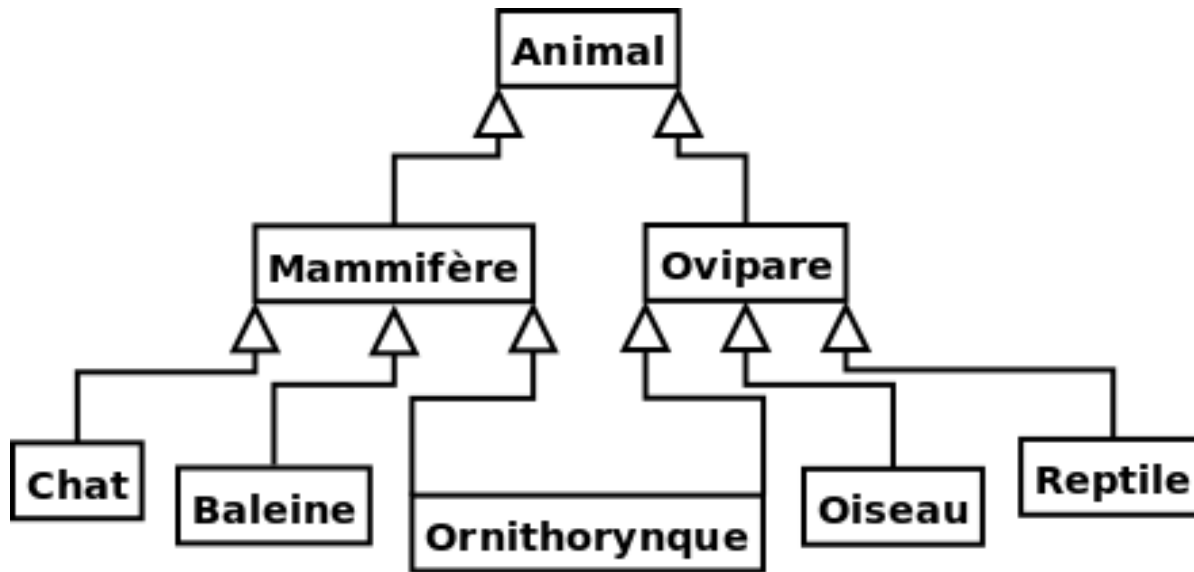 Animal
Mammifère
Ovipare
Chat
Baleine
Ornithorynque
Oiseau
Reptile